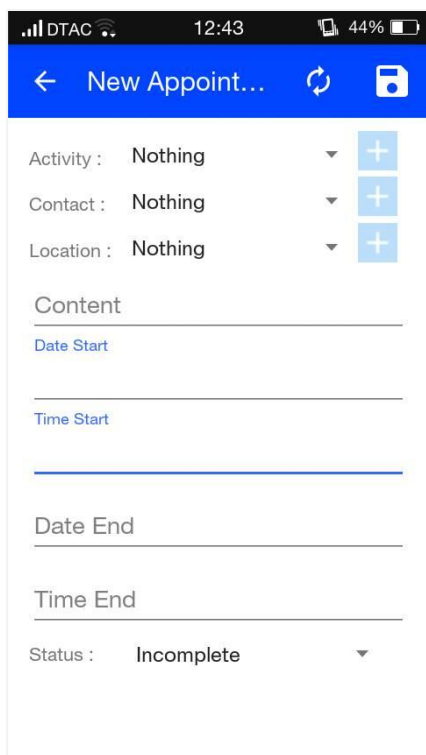 DTAC 12:43 44%
New Appoint...
Activity : Nothing
Contact : Nothing
Location : Nothing
Content
Date Start
Time Start
Date End
Time End
Status : Incomplete